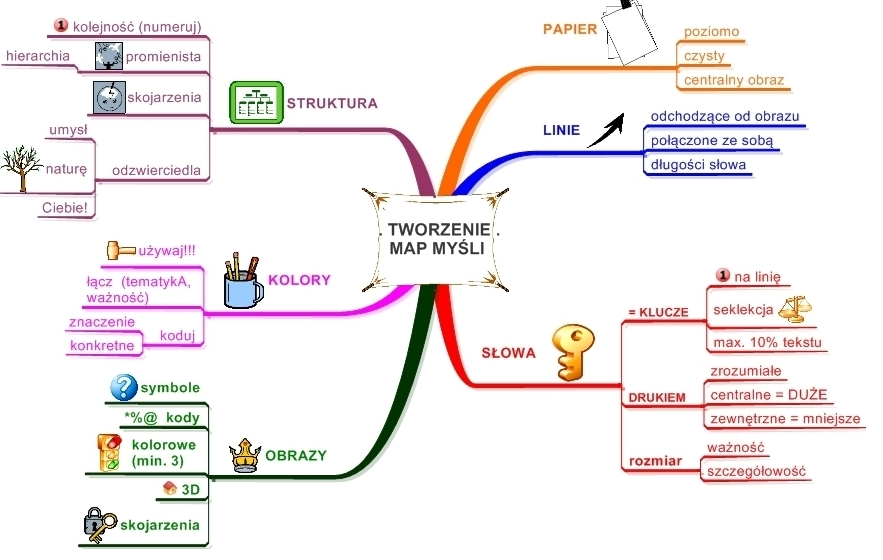 . TWORZENIE .
MAP MYŚLI
PAPIER
poziomo
czysty
centralny obraz
LINIE
odchodzące od obrazu
połączone ze sobą
długości słowa
SŁOWA
= KLUCZE
1 na linię
seklekcja
max. 10% tekstu
DRUKIEM
zrozumiałe
centralne = DUŻE
zewnętrzne = mniejsze
rozmiar
ważność
szczegółowość
OBRAZY
? symbole
*%@ kody
kolorowe
(min. 3)
3D
skojarzenia
KOLORY
używaj!!!
łącz (tematykA,
ważność)
koduj
znaczenie
konkretne
STRUKTURA
1 kolejność (numeruj)
promienista
hierarchia
skojarzenia
odzwierciedla
umysł
naturę
Ciebie!